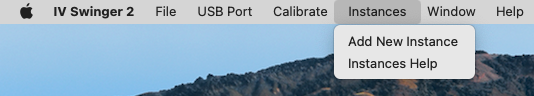 IV Swinger 2 File USB Port Calibrate Instances Window Help
Add New Instance
Instances Help